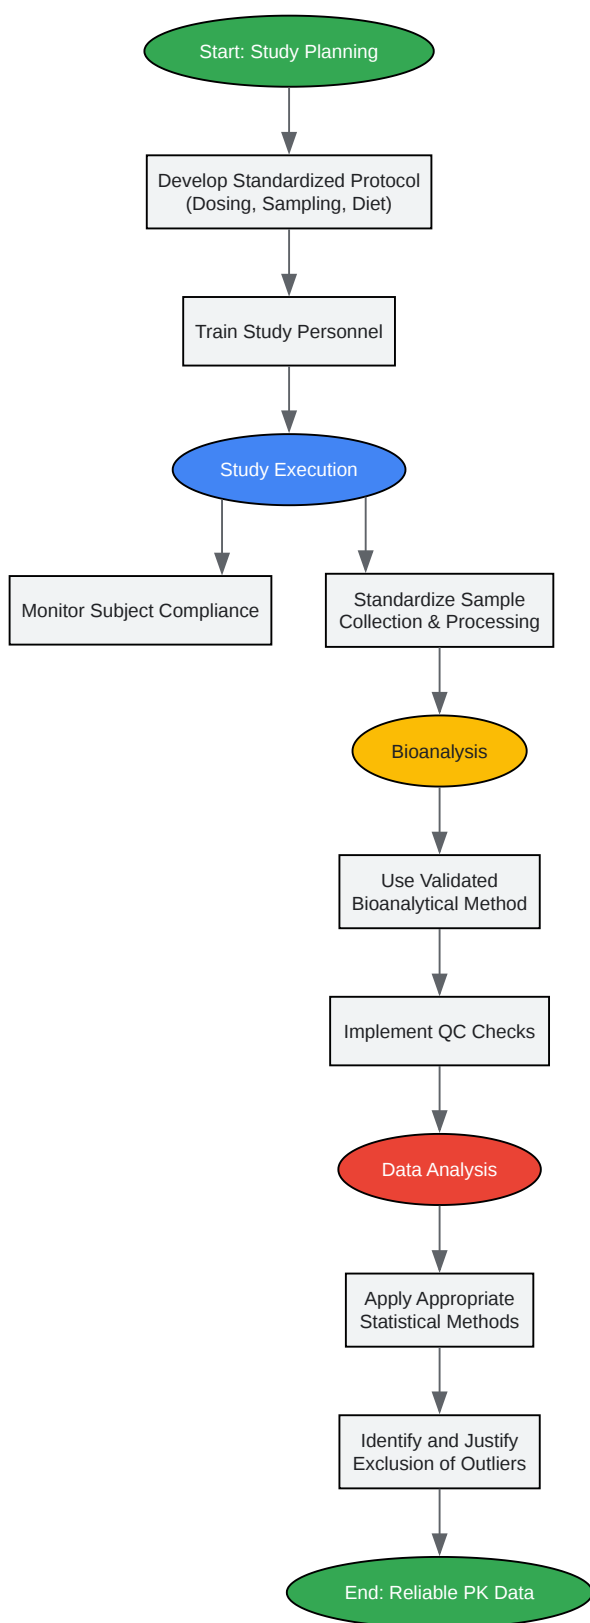 Start: Study Planning
Develop Standardized Protocol
(Dosing, Sampling, Diet)
Train Study Personnel
Study Execution
Monitor Subject Compliance
Standardize Sample
Collection & Processing
Bioanalysis
Use Validated
Bioanalytical Method
Implement QC Checks
Data Analysis
Apply Appropriate
Statistical Methods
Identify and Justify
Exclusion of Outliers
End: Reliable PK Data